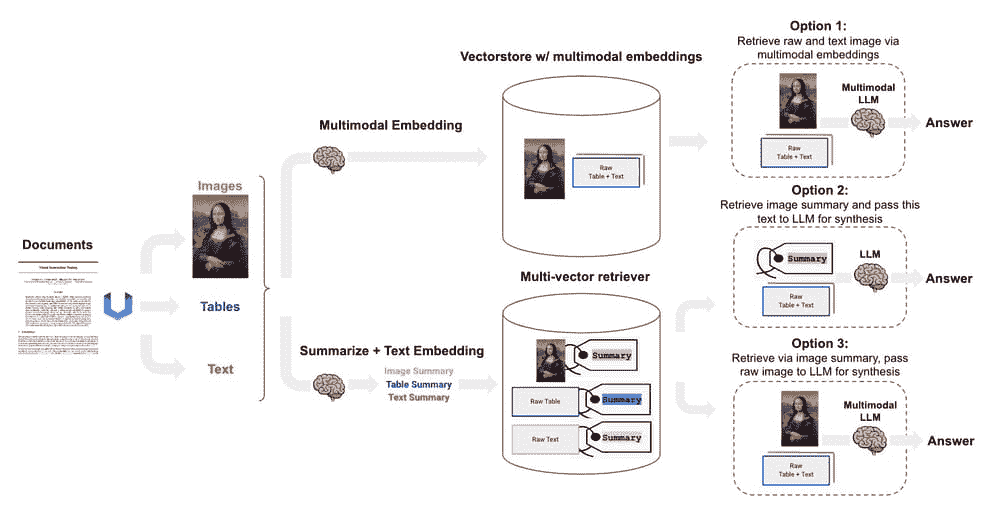 Documents
Images
Tables
Text
Multimodal Embedding
Summarize + Text Embedding
Image Summary
Table Summary
Text Summary
Vectorstore w/ multimodal embeddings
Raw
Table + Text
Multi-vector retriever
Summary
Raw Table
Summary
Raw Text
Summary
Option 1:
Retrieve raw and text image via
multimodal embeddings
Multimodal
LLM
Raw
Table + Text
Answer
Option 2:
Retrieve image summary and pass this
text to LLM for synthesis
Summary
LLM
Raw
Table + Text
Answer
Option 3:
Retrieve via image summary, pass
raw image to LLM for synthesis
Multimodal
LLM
Raw
Table + Text
Answer